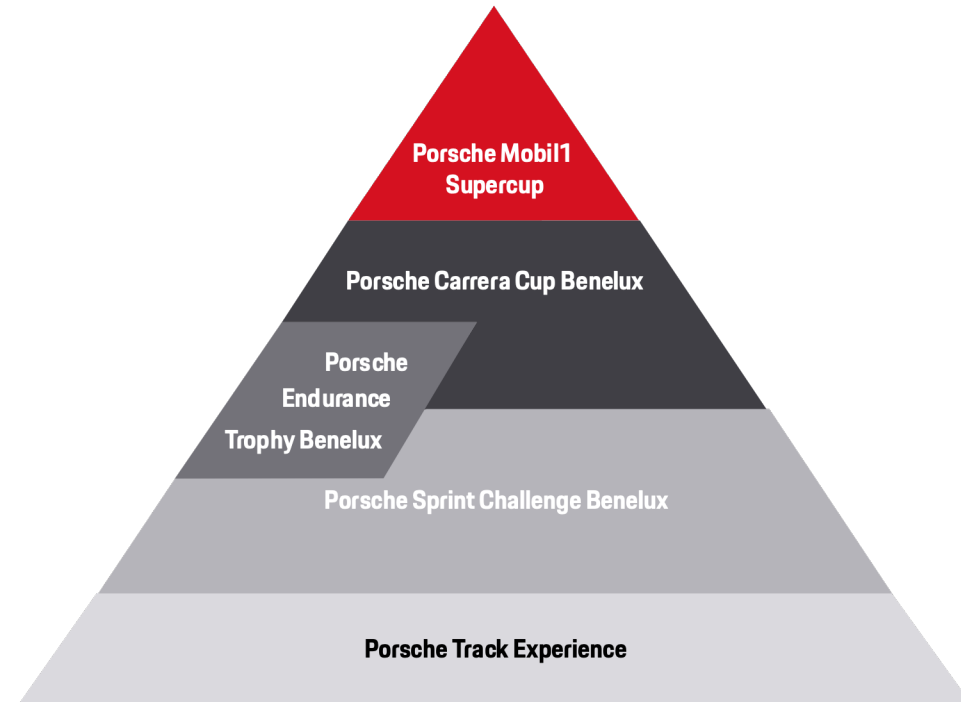 Porsche Mobil1
Supercup
Porsche Carrera Cup Benelux
Porsche
Endurance
Trophy Benelux
Porsche Sprint Challenge Benelux
Porsche Track Experience